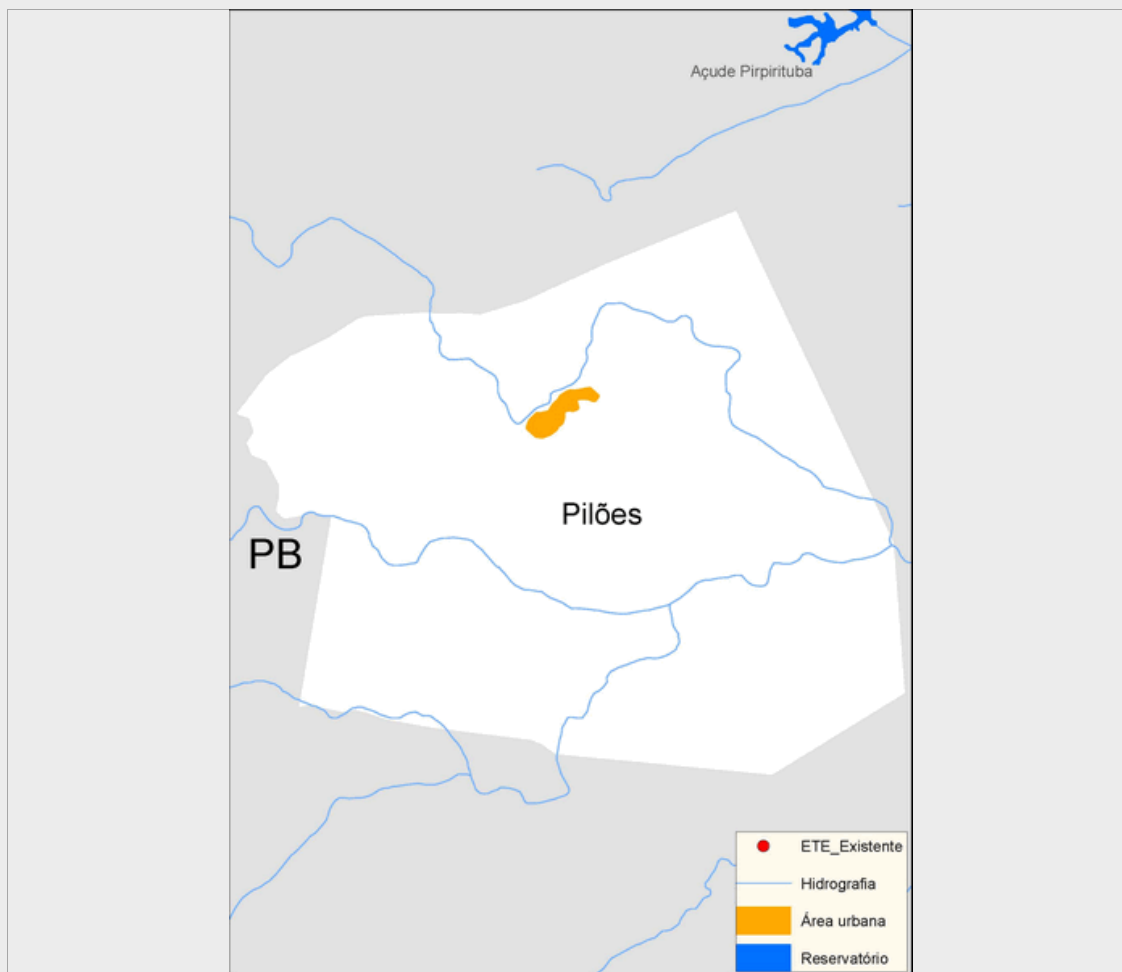 Açude Pirpirituba
Pilões
PB
ETE_Existente
Hidrografia
Área urbana
Reservatório